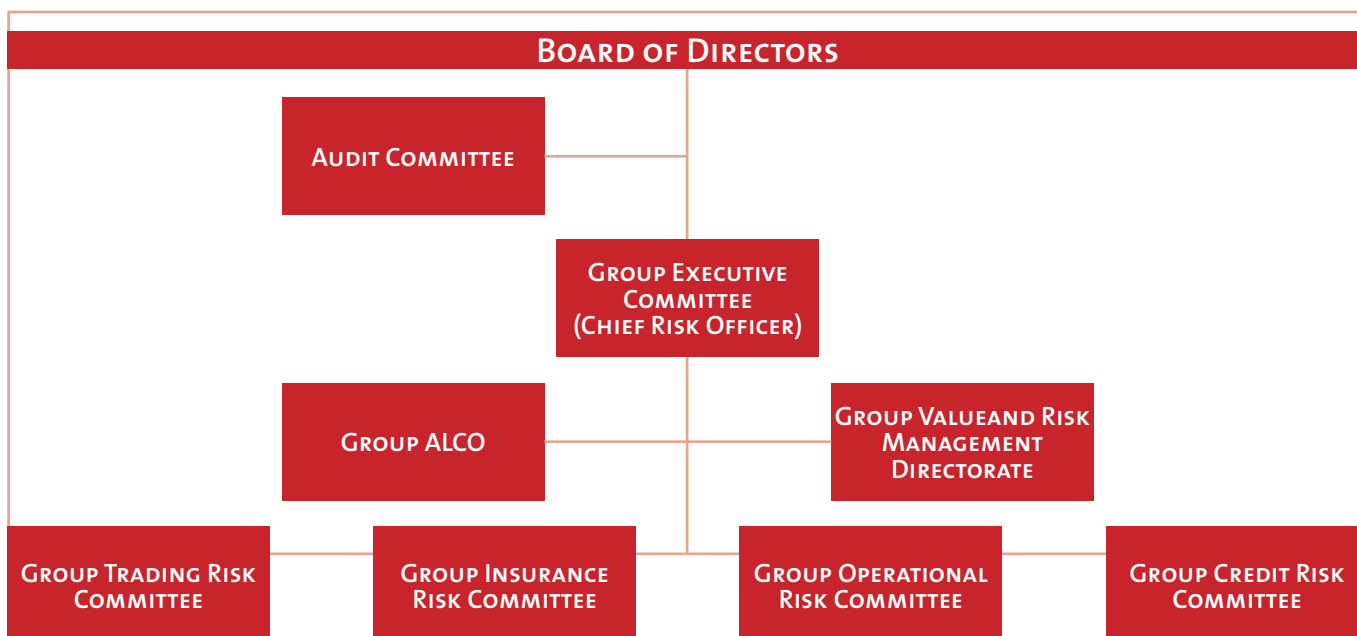 Board of Directors
Audit Committee
Group Executive
Committee
(Chief Risk Officer)
Group ALCO
Group Valueand Risk
Management
Directorate
Group Trading Risk
Committee
Group Insurance
Risk Committee
Group Operational
Risk Committee
Group Credit Risk
Committee